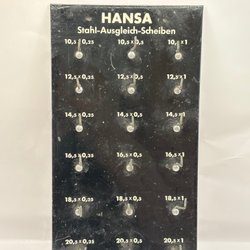 HANSA
Stahl-Ausgleich-Scheiben
10,5 x 0,25 10,5 x 0,5 10,5 x 1
12,5 x 0,25 12,5 x 0,5 12,5 x 1
14,5 x 0,25 14,5 x 0,5 14,5 x 1
16,5 x 0,25 16,5 x 0,5 16,5 x 1
18,5 x 0,25 18,5 x 0,5 18,5 x 1
20,5 x 0,25 20,5 x 0,5 20,5 x 1